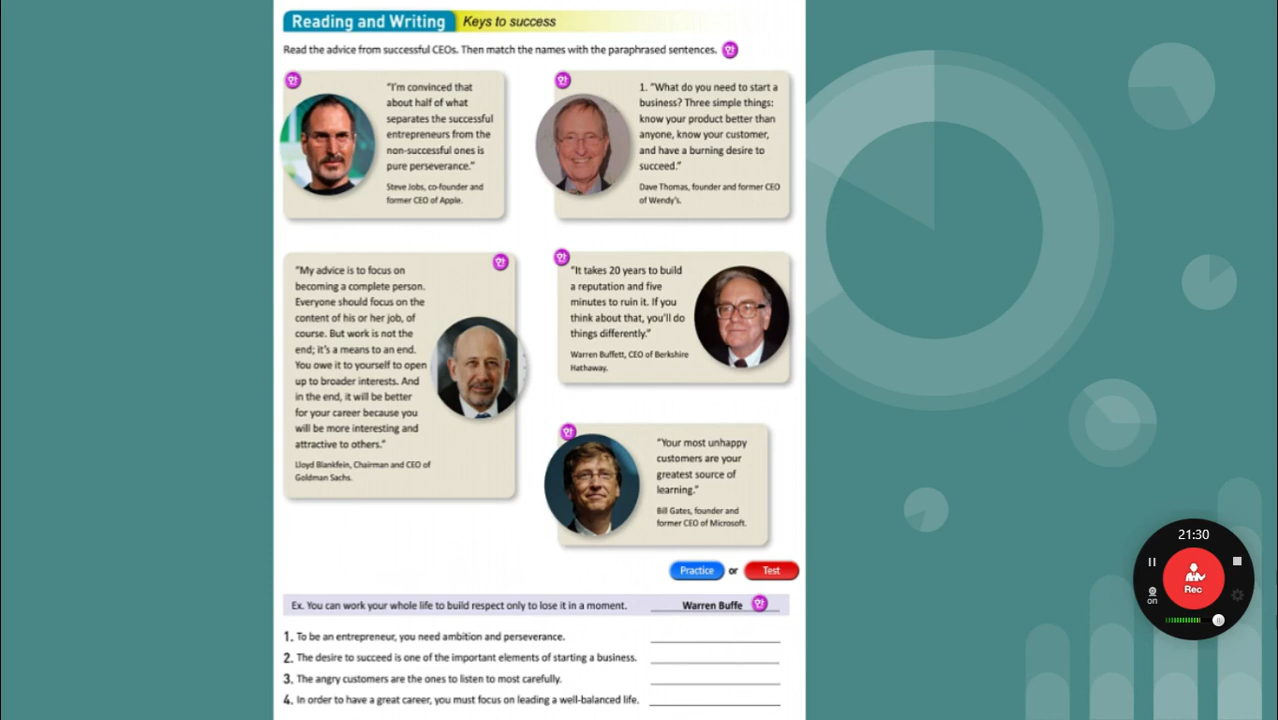 Reading and Writing Keys to success
Read the advice from successful CEOs. Then match the names with the paraphrased sentences. 한
한
"I'm convinced that
about half of what
separates the successful
entrepreneurs from the
non-successful ones is
pure perseverance."
Steve Jobs, co-founder and
former CEO of Apple.
한
1. "What do you need to start a
business? Three simple things:
know your product better than
anyone, know your customer,
and have a burning desire to
succeed."
Dave Thomas, founder and former CEO
of Wendy's.
한
"My advice is to focus on
becoming a complete person.
Everyone should focus on the
content of his or her job, of
course. But work is not the
end; it's a means to an end.
You owe it to yourself to open
up to broader interests. And
in the end, it will be better
for your career because you
will be more interesting and
attractive to others."
Lloyd Blankfein, Chairman and CEO of
Goldman Sachs.
한
"It takes 20 years to build
a reputation and five
minutes to ruin it. If you
think about that, you'll do
things differently."
Warren Buffett, CEO of Berkshire
Hathaway.
한
"Your most unhappy
customers are your
greatest source of
learning."
Bill Gates, founder and
former CEO of Microsoft.
Practice or Test
Ex. You can work your whole life to build respect only to lose it in a moment. Warren Buffe 한
1. To be an entrepreneur, you need ambition and perseverance.
2. The desire to succeed is one of the important elements of starting a business.
3. The angry customers are the ones to listen to most carefully.
4. In order to have a great career, you must focus on leading a well-balanced life.
21:30
Rec
on